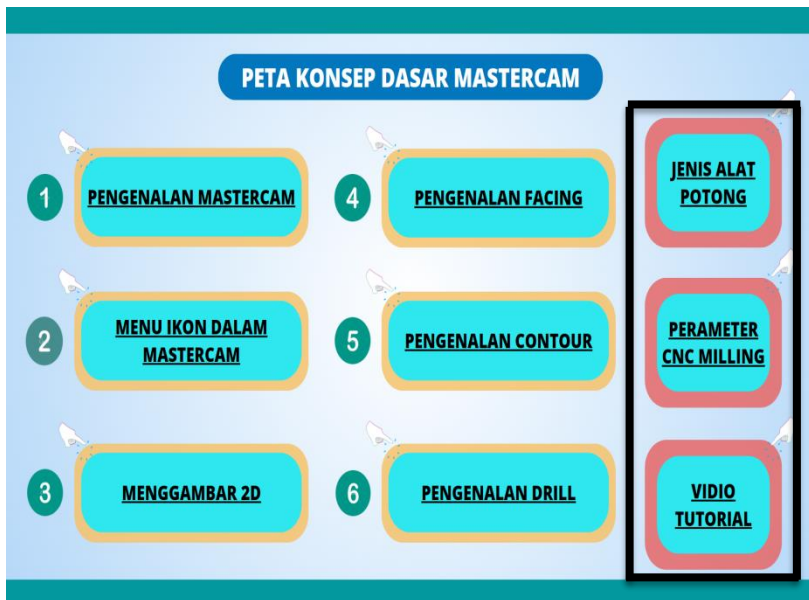 PETA KONSEP DASAR MASTERCAM
1
PENGENALAN MASTERCAM
2
MENU IKON DALAM
MASTERCAM
3
MENGGAMBAR 2D
4
PENGENALAN FACING
5
PENGENALAN CONTOUR
6
PENGENALAN DRILL
JENIS ALAT
POTONG
PERAMETER
CNC MILLING
VIDIO
TUTORIAL